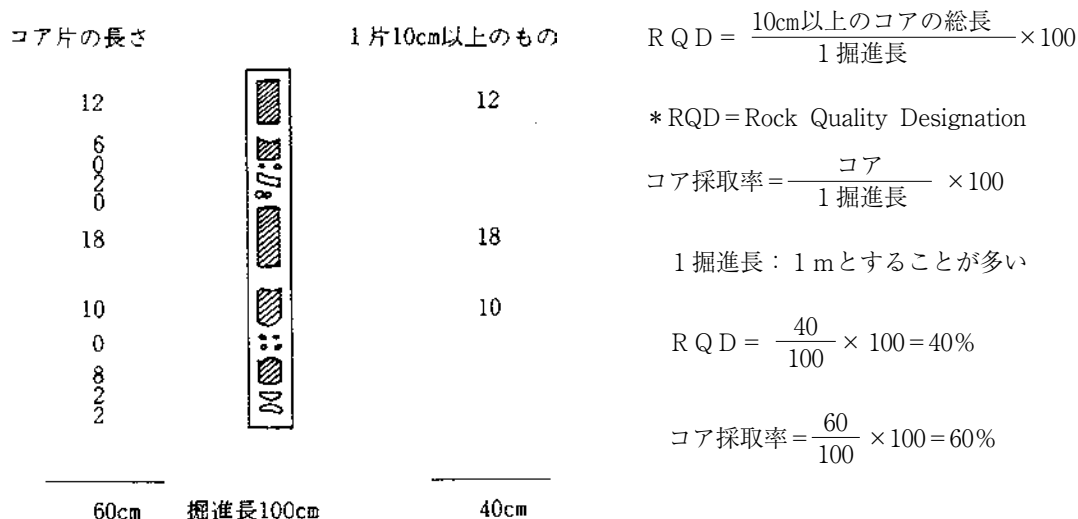 コア片の長さ
1片10cm以上のもの
12
12
6
0
2
0
18
18
10
10
0
8
2
2
60cm
掘進長100cm
40cm
RQD = 10cm以上のコアの総長 / 1掘進長 ×100
*RQD=Rock Quality Designation
コア採取率= コア / 1掘進長 ×100
1掘進長：1mとすることが多い
RQD = 40 / 100 × 100=40%
コア採取率= 60 / 100 ×100=60%